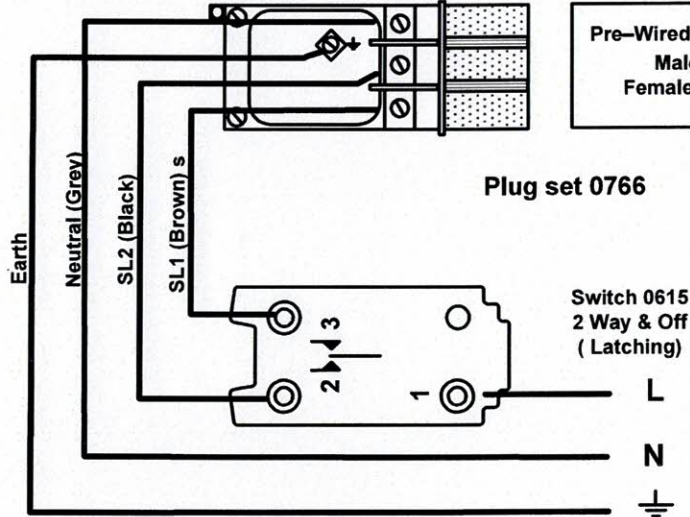 Pre–Wired
Mal
Female
Plug set 0766
Earth
Neutral (Grey)
SL2 (Black)
SL1 (Brown) s
Switch 0615
2 Way & Off
( Latching)
3
2
1
L
N